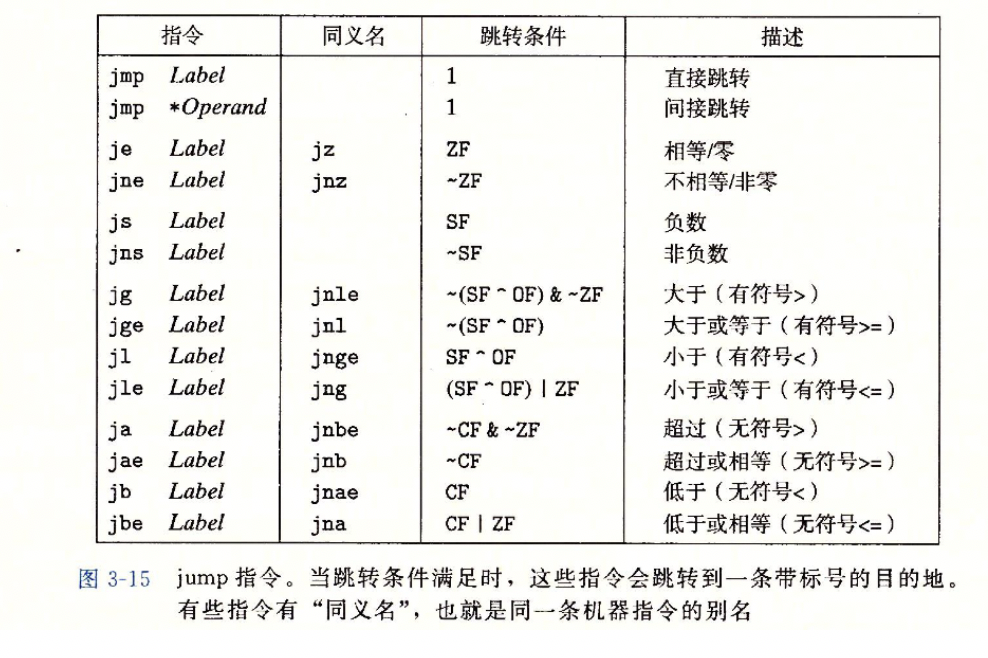 指令 同义名 跳转条件 描述
jmp Label 1 直接跳转
jmp *Operand 1 间接跳转
je Label jz ZF 相等/零
jne Label jnz ~ZF 不相等/非零
js Label SF 负数
jns Label ~SF 非负数
jg Label jnle ~(SF ^ OF) & ~ZF 大于(有符号>)
jge Label jnl ~(SF ^ OF) 大于或等于(有符号>=)
jl Label jnge SF ^ OF 小于(有符号<)
jle Label jng (SF ^ OF) | ZF 小于或等于(有符号<=)
ja Label jnbe ~CF & ~ZF 超过(无符号>)
jae Label jnb ~CF 超过或相等(无符号>=)
jb Label jnae CF 低于(无符号<)
jbe Label jna CF | ZF 低于或相等(无符号<=)
图 3-15 jump 指令。当跳转条件满足时,这些指令会跳转到一条带标号的目的地。
有些指令有“同义名”,也就是同一条机器指令的别名